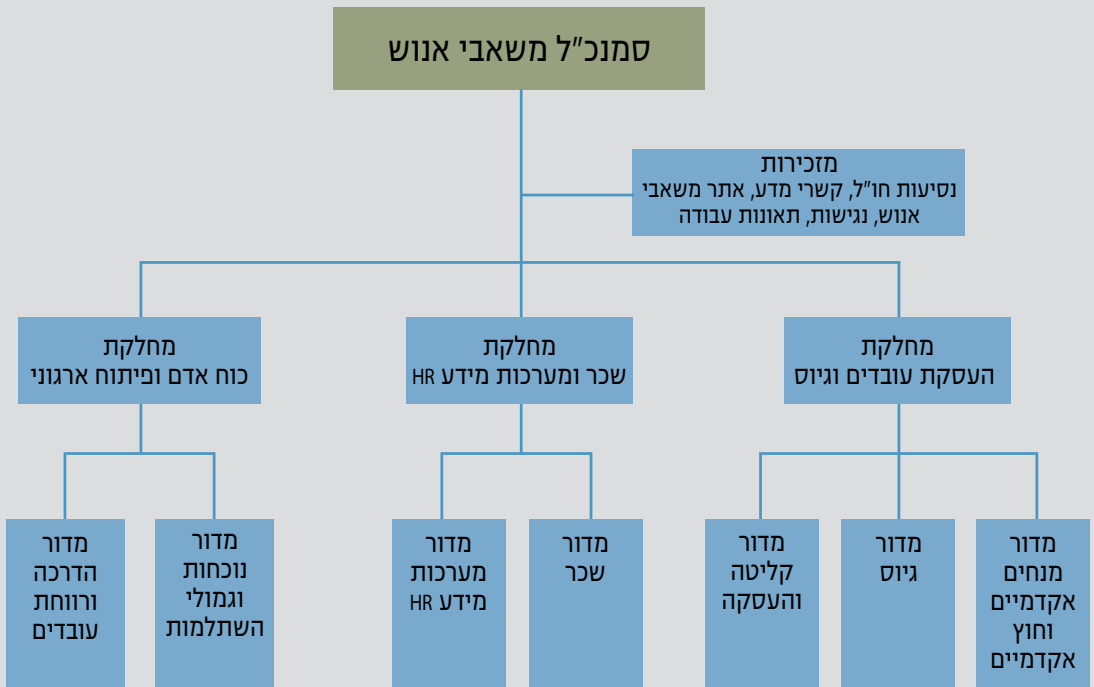 סמנכ"ל משאבי אנוש
מזכירות
נסיעות חו"ל, קשרי מדע, אתר משאבי
אנוש, נגישות, תאונות עבודה
מחלקת
העסקת עובדים וגיוס
מחלקת
שכר ומערכות מידע HR
מחלקת
כוח אדם ופיתוח ארגוני
מדור
מנחים
אקדמיים
וחוץ
אקדמיים
מדור
גיוס
מדור
קליטה
והעסקה
מדור
שכר
מדור
מערכות
מידע HR
מדור
נוכחות
וגמולי
השתלמות
מדור
הדרכה
ורווחת
עובדים